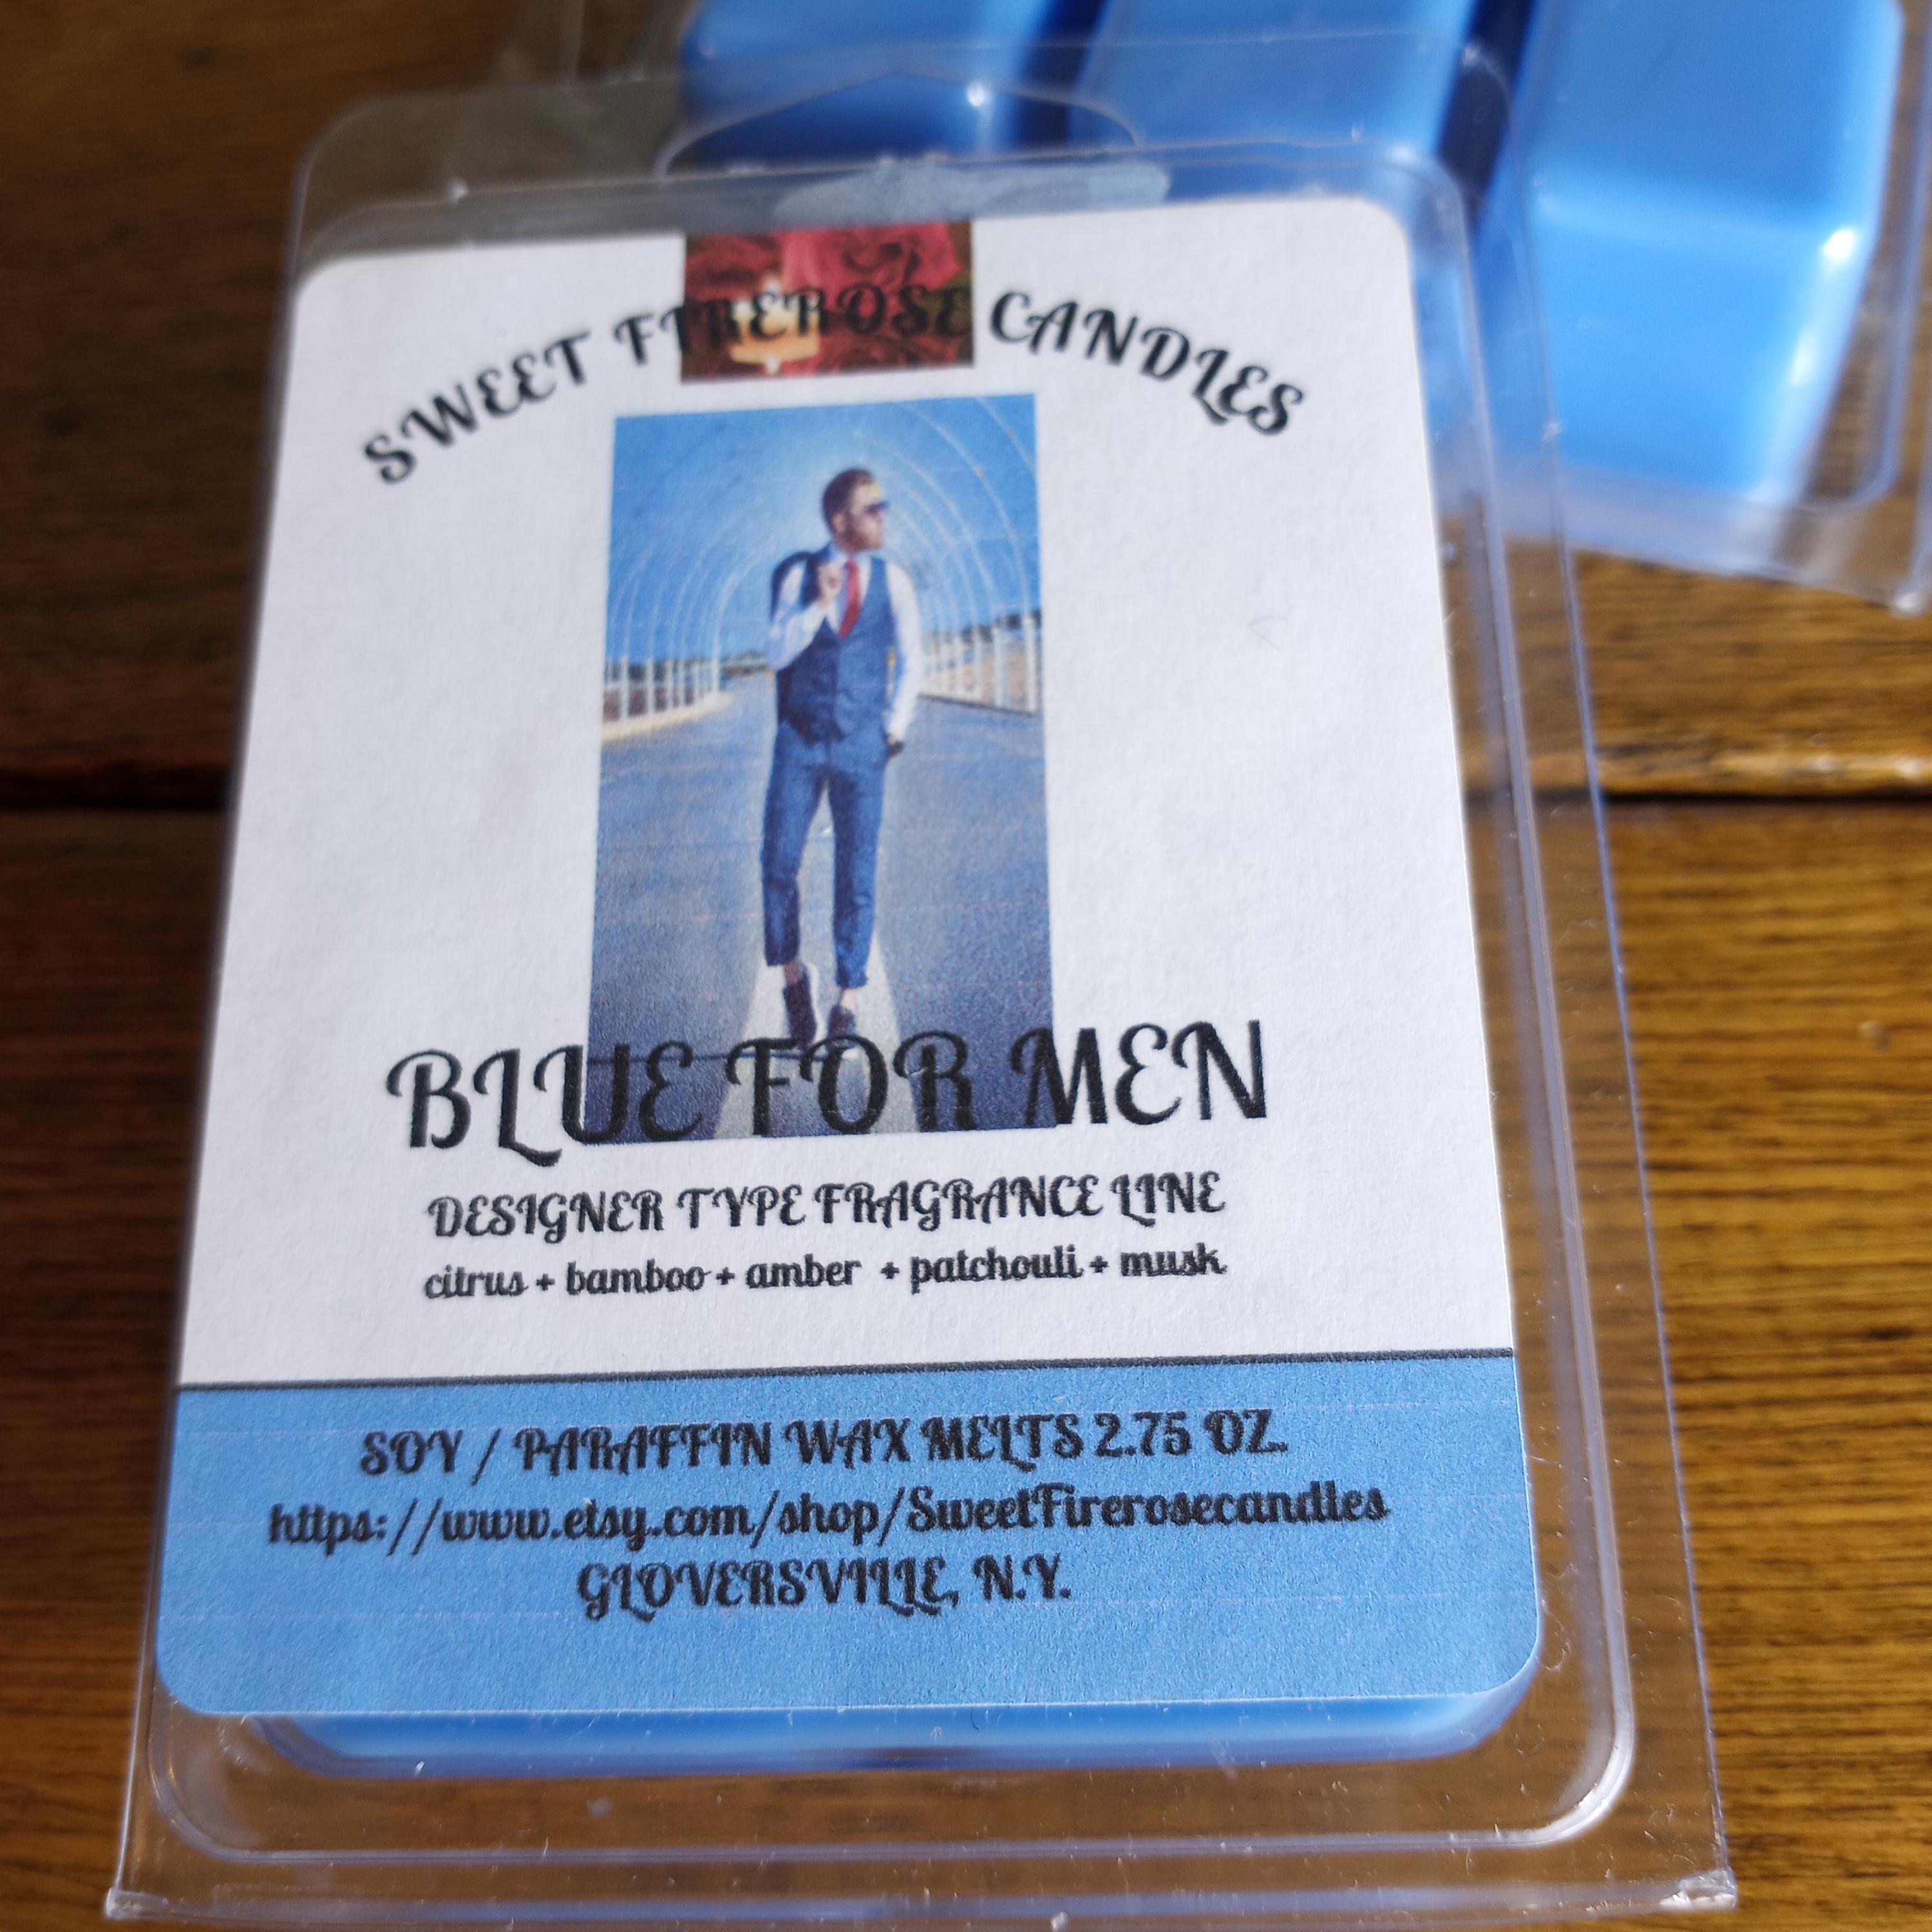 SWEET FIREROSE CANDLES
BLUE FOR MEN
DESIGNER TYPE FRAGRANCE LINE
citrus + bamboo + amber + patchouli + musk
SOY / PARAFFIN WAX MELTS 2.75 OZ.
https://www.etsy.com/shop/SweetFirerosecandles
GLOVERSVILLE, N.Y.